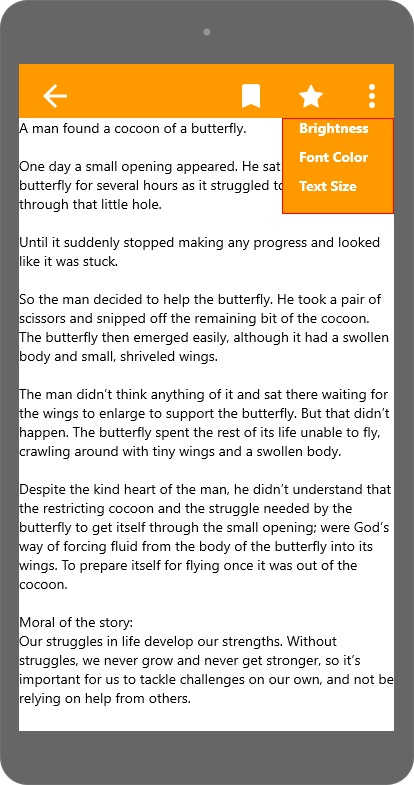 Brightness
Font Color
Text Size
A man found a cocoon of a butterfly.
One day a small opening appeared. He sat
butterfly for several hours as it struggled to
through that little hole.
Until it suddenly stopped making any progress and looked
like it was stuck.
So the man decided to help the butterfly. He took a pair of
scissors and snipped off the remaining bit of the cocoon.
The butterfly then emerged easily, although it had a swollen
body and small, shriveled wings.
The man didn’t think anything of it and sat there waiting for
the wings to enlarge to support the butterfly. But that didn’t
happen. The butterfly spent the rest of its life unable to fly,
crawling around with tiny wings and a swollen body.
Despite the kind heart of the man, he didn’t understand that
the restricting cocoon and the struggle needed by the
butterfly to get itself through the small opening; were God’s
way of forcing fluid from the body of the butterfly into its
wings. To prepare itself for flying once it was out of the
cocoon.
Moral of the story:
Our struggles in life develop our strengths. Without
struggles, we never grow and never get stronger, so it’s
important for us to tackle challenges on our own, and not be
relying on help from others.